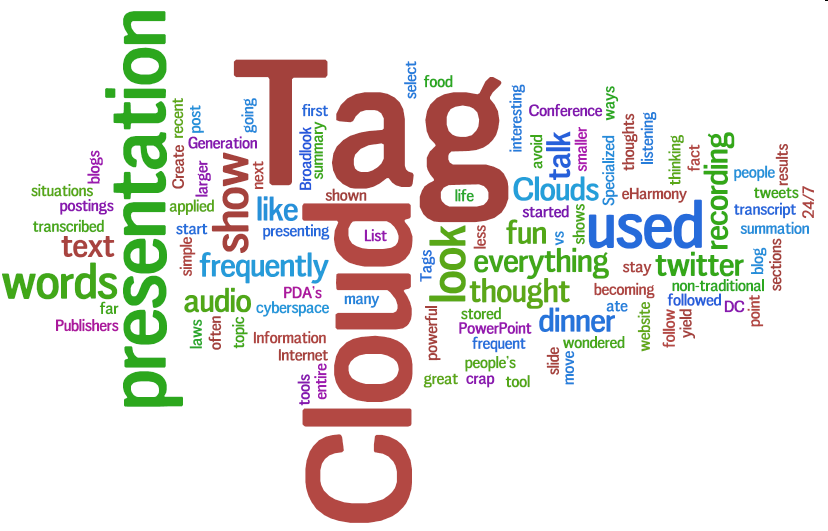 presentation
Tag
Cloud
select
food
recent
post
going
first
interesting
Conference
ways
blogs
Create
Generation
larger
next
Broadlook
summary
avoid
talk
smaller
Specialized
thoughts
listening
thinking
fact
recording
people
results
situations
postings
applied
show
shown
life
Clouds
eHarmony
tweets
24/7
transcribed
start
like
presenting
List
started
shows
used
transcript
summation
text
simple
look
less
fun
vs
everything
stay
twitter
blog
sections
words
frequently
Tags
thought
becoming
non-traditional
far
audio
PDA's
cyberspace
many
stored
ate
followed
DC
point
Publishers
laws
often
topic
Information
Internet
powerful
PowerPoint
dinner
website
follow
yield
frequent
wondered
tools
entire
people's
slide
move
great
crap
tool